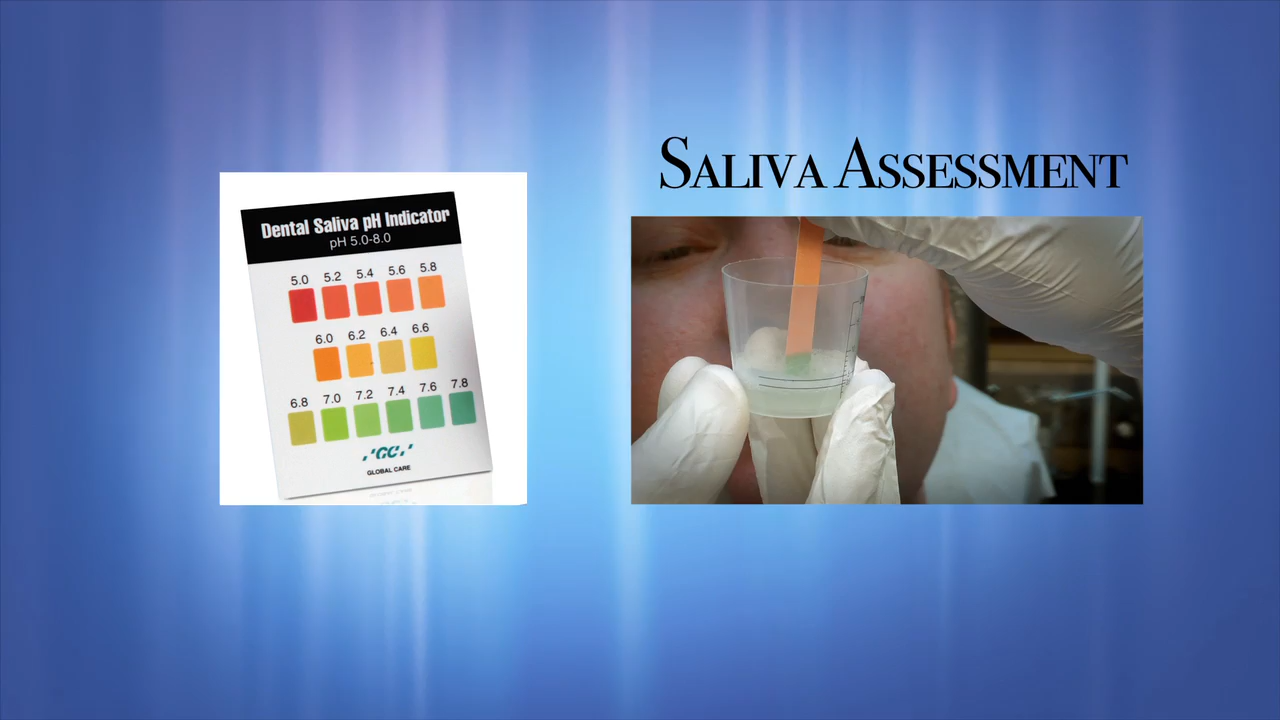 SALIVA ASSESSMENT
Dental Saliva pH Indicator
pH 5.0-8.0
5.0 5.2 5.4 5.6 5.8
6.0 6.2 6.4 6.6
6.8 7.0 7.2 7.4 7.6 7.8
"GC"
GLOBAL CARE